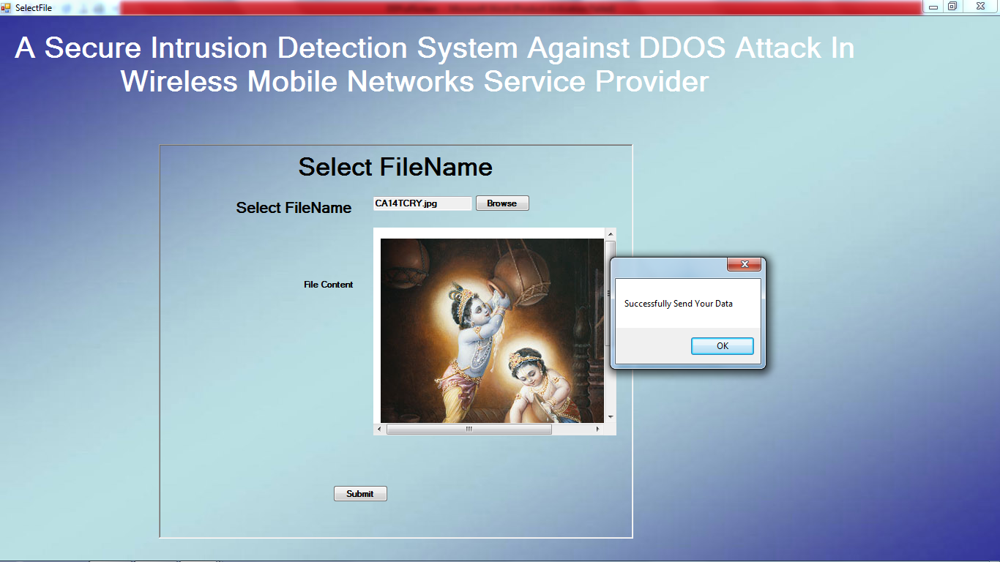 SelectFile
A Secure Intrusion Detection System Against DDOS Attack In
Wireless Mobile Networks Service Provider
Select FileName
Select FileName
CA14TCRY.jpg
Browse
File Content
Successfully Send Your Data
OK
Submit